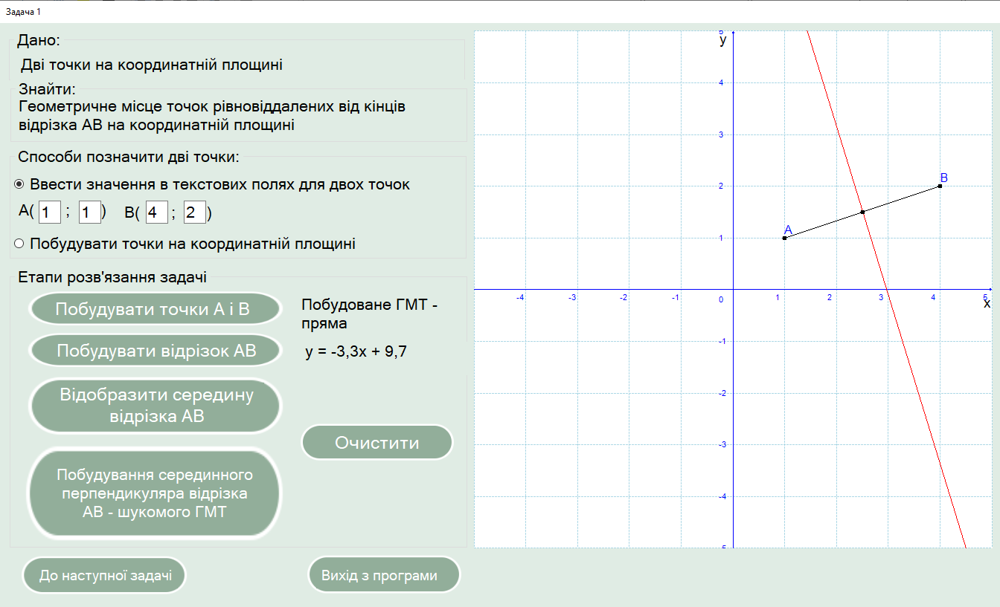 Задача 1
Дано:
Дві точки на координатній площині
Знайти:
Геометричне місце точок рівновіддалених від кінців
відрізка АВ на координатній площині
Способи позначити дві точки:
Ввести значення в текстових полях для двох точок
А( 1 ; 1 ) В( 4 ; 2 )
Побудувати точки на координатній площині
Етапи розв'язання задачі
Побудувати точки А і В
Побудувати відрізок АВ
Відобразити середину
відрізка АВ
Побудування серединного
перпендикуляра відрізка
АВ - шукомого ГМТ
Побудоване ГМТ -
пряма
y = -3,3x + 9,7
Очистити
До наступної задачі
Вихід з програми
5
y
4
3
2
B
A
1
-4 -3 -2 -1 0 1 2 3 4 5
x
-1
-2
-3
-4
-5